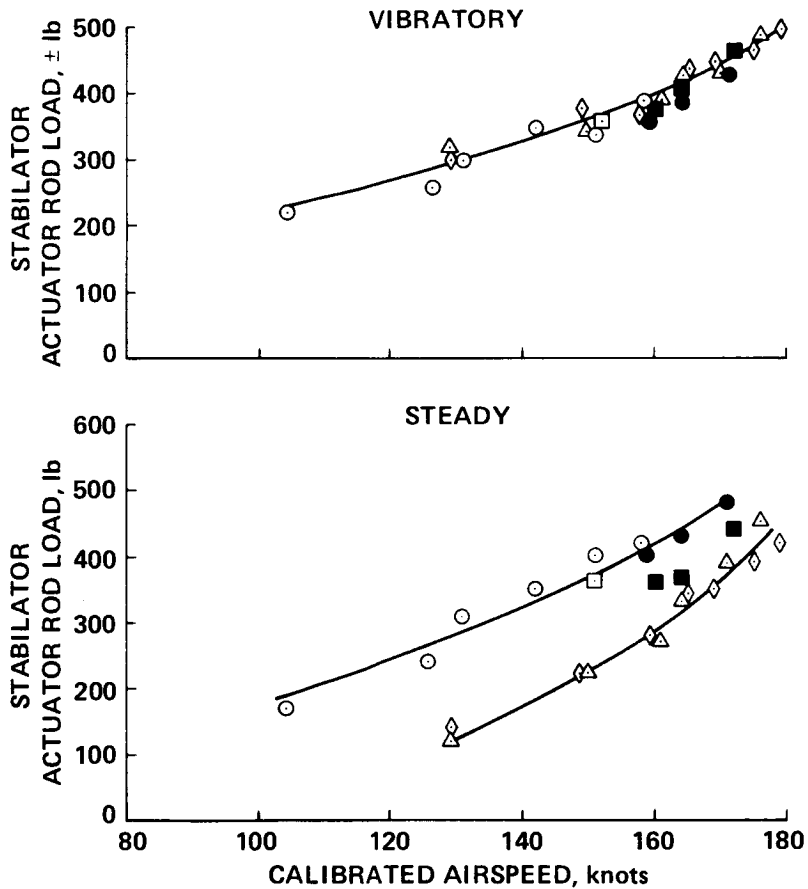 VIBRATORY
STABILATOR
ACTUATOR ROD LOAD, ± lb
500
400
300
200
100
0
STEADY
STABILATOR
ACTUATOR ROD LOAD, lb
600
500
400
300
200
100
0
80 100 120 140 160 180
CALIBRATED AIRSPEED, knots